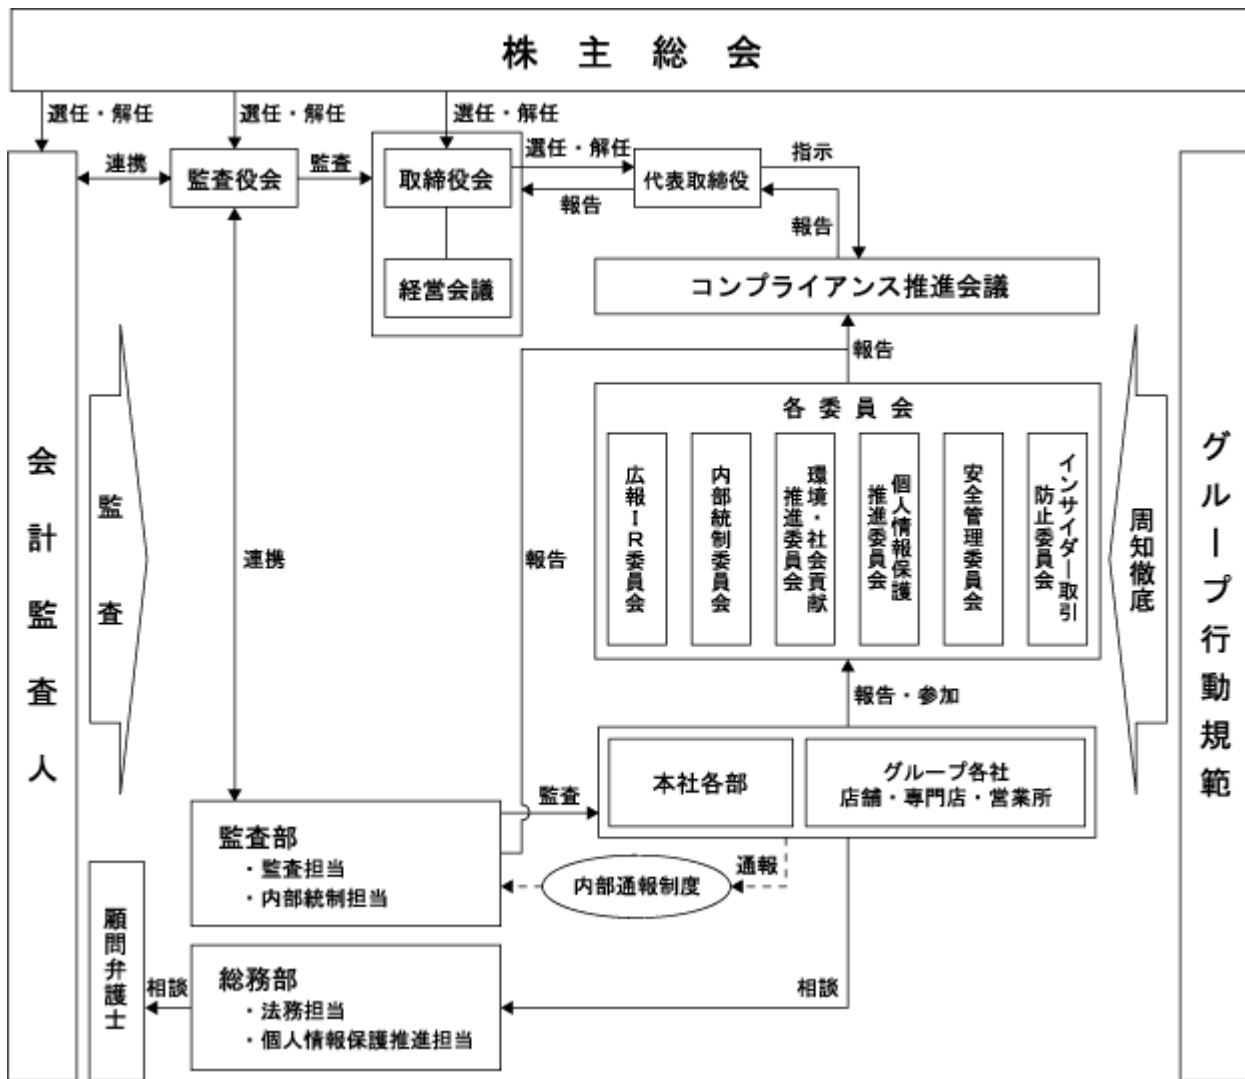 株主総会
選任・解任
選任・解任
選任・解任
連携
監査役会
監査
取締役会
選任・解任
報告
代表取締役
指示
報告
経営会議
コンプライアンス推進会議
報告
各委員会
広報ＩＲ委員会
内部統制委員会
環境・社会貢献
推進委員会
個人情報保護
推進委員会
安全管理委員会
インサイダー取引
防止委員会
会計監査人
監査
連携
報告
周知徹底
グループ行動規範
報告・参加
本社各部
グループ各社
店舗・専門店・営業所
監査
監査部
・監査担当
・内部統制担当
内部通報制度
通報
顧問弁護士
相談
総務部
・法務担当
・個人情報保護推進担当
相談